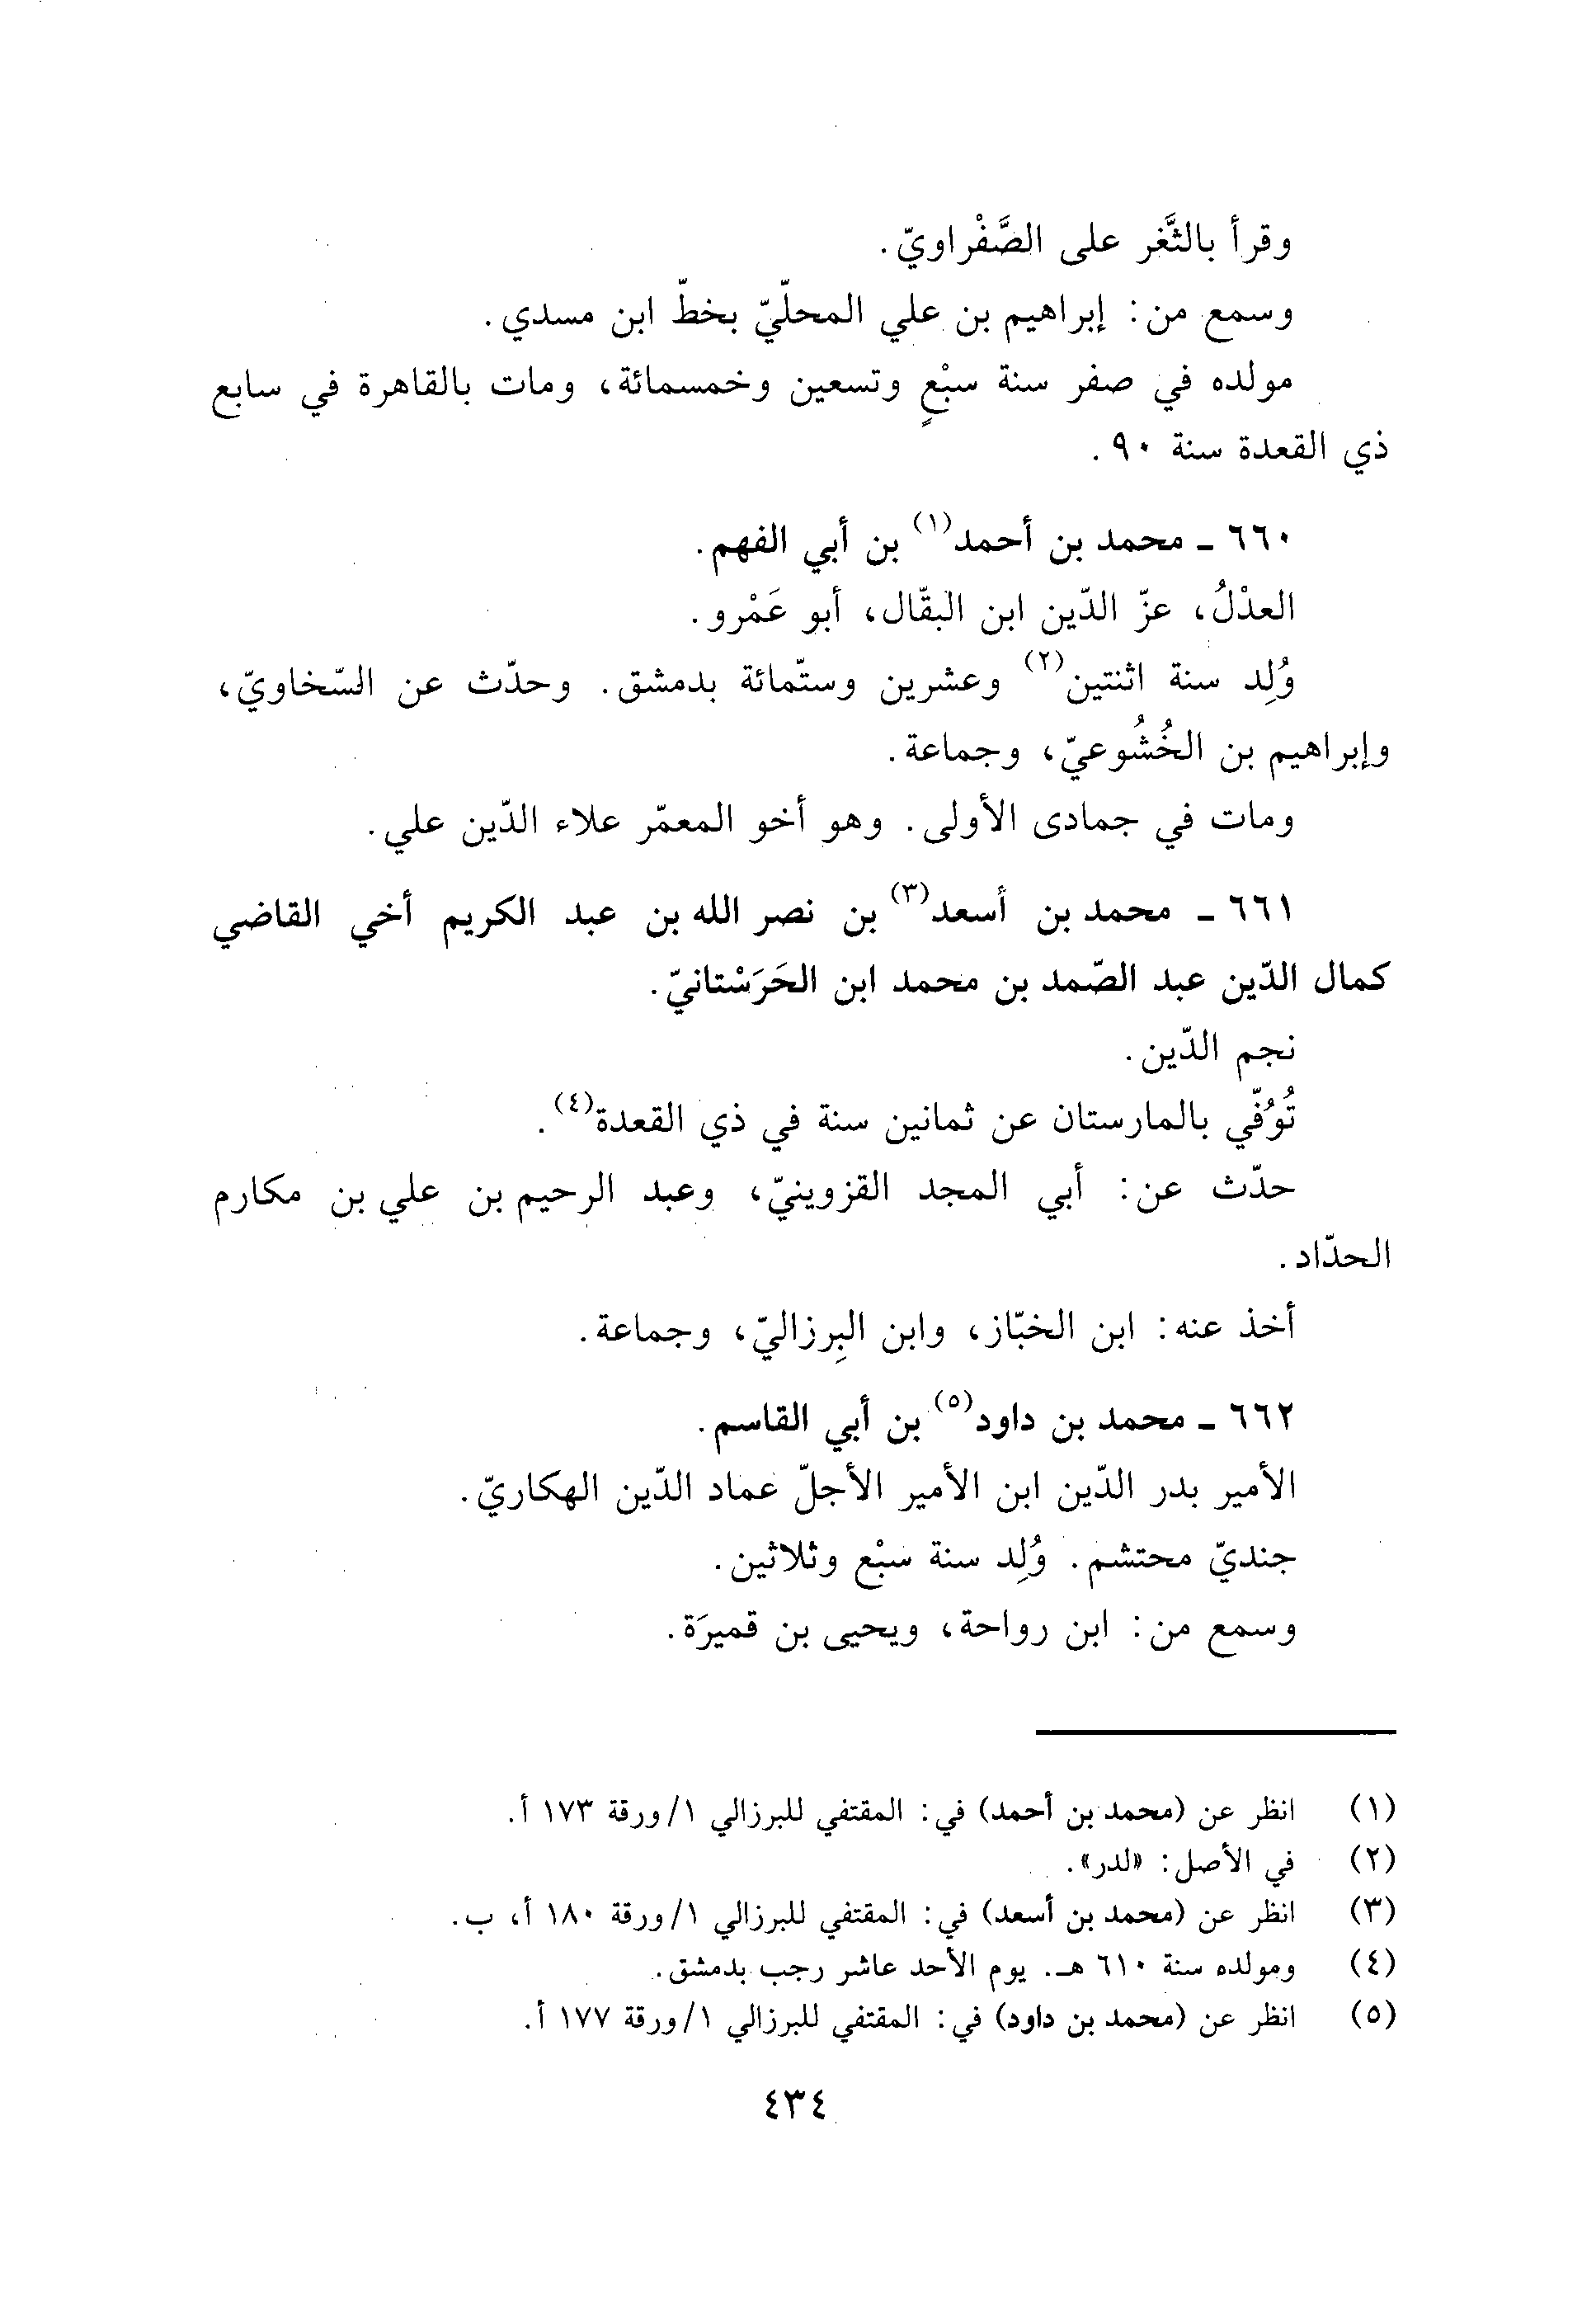 وقرأ بالثَّغر على الصَّفْراويّ.
وسمع من: إبراهيم بن علي المحلّيّ بخطّ ابن مسدي.
مولده في صفر سنة سبْعٍ وتسعين وخمسمائة، ومات بالقاهرة في سابع
ذي القعدة سنة ٩٠.
٦٦٠ ـ محمد بن أحمد(١) بن أبي الفهم.
العدْلُ، عزّ الدّين ابن البقّال، أبو عَمْرو.
وُلِد سنة اثنتين(٢) وعشرين وستّمائة بدمشق. وحدّث عن السّخاويّ،
وإبراهيم بن الخُشُوعيّ، وجماعة.
ومات في جمادى الأولى. وهو أخو المعمّر علاء الدّين علي.
٦٦١ ـ محمد بن أسعد(٣) بن نصر الله بن عبد الكريم أخي القاضي
كمال الدّين عبد الصّمد بن محمد ابن الحَرَسْتانيّ.
نجم الدّين.
تُوُفّي بالمارستان عن ثمانين سنة في ذي القعدة(٤).
حدّث عن: أبي المجد القزوينيّ، وعبد الرحيم بن علي بن مكارم
الحدّاد.
أخذ عنه: ابن الخبّاز، وابن البِرزاليّ، وجماعة.
٦٦٢ ـ محمد بن داود(٥) بن أبي القاسم.
الأمير بدر الدّين ابن الأمير الأجلّ عماد الدّين الهكاريّ.
جنديّ محتشم. وُلِد سنة سبْع وثلاثين.
وسمع من: ابن رواحة، ويحيى بن قميرَة.
(١) انظر عن (محمد بن أحمد) في: المقتفي للبرزالي ١/ورقة ١٧٣ أ.
(٢) في الأصل: «لدر».
(٣) انظر عن (محمد بن أسعد) في: المقتفي للبرزالي ١/ورقة ١٨٠ أ، ب.
(٤) ومولده سنة ٦١٠ هـ. يوم الأحد عاشر رجب بدمشق.
(٥) انظر عن (محمد بن داود) في: المقتفي للبرزالي ١/ورقة ١٧٧ أ.
٤٣٤